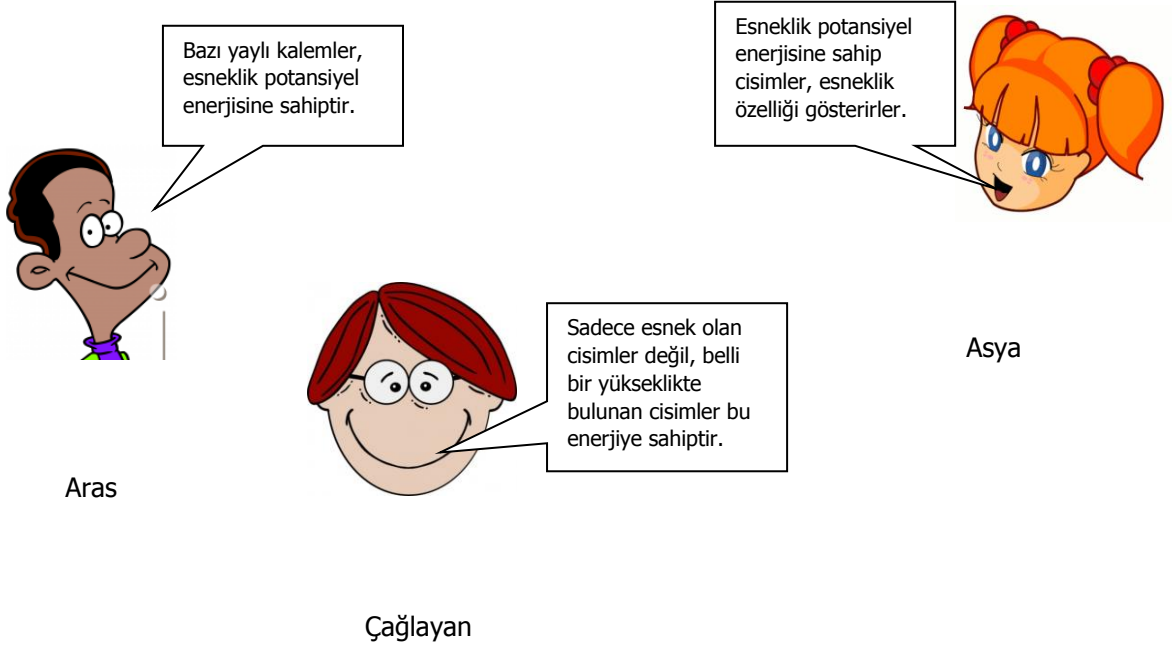 Bazı yaylı kalemler,
esneklik potansiyel
enerjisine sahiptir.
Esneklik potansiyel
enerjisine sahip
cisimler, esneklik
özelliği gösterirler.
Sadece esnek olan
cisimler değil, belli
bir yükseklikte
bulunan cisimler bu
enerjiye sahiptir.
Asya
Aras
Çağlayan